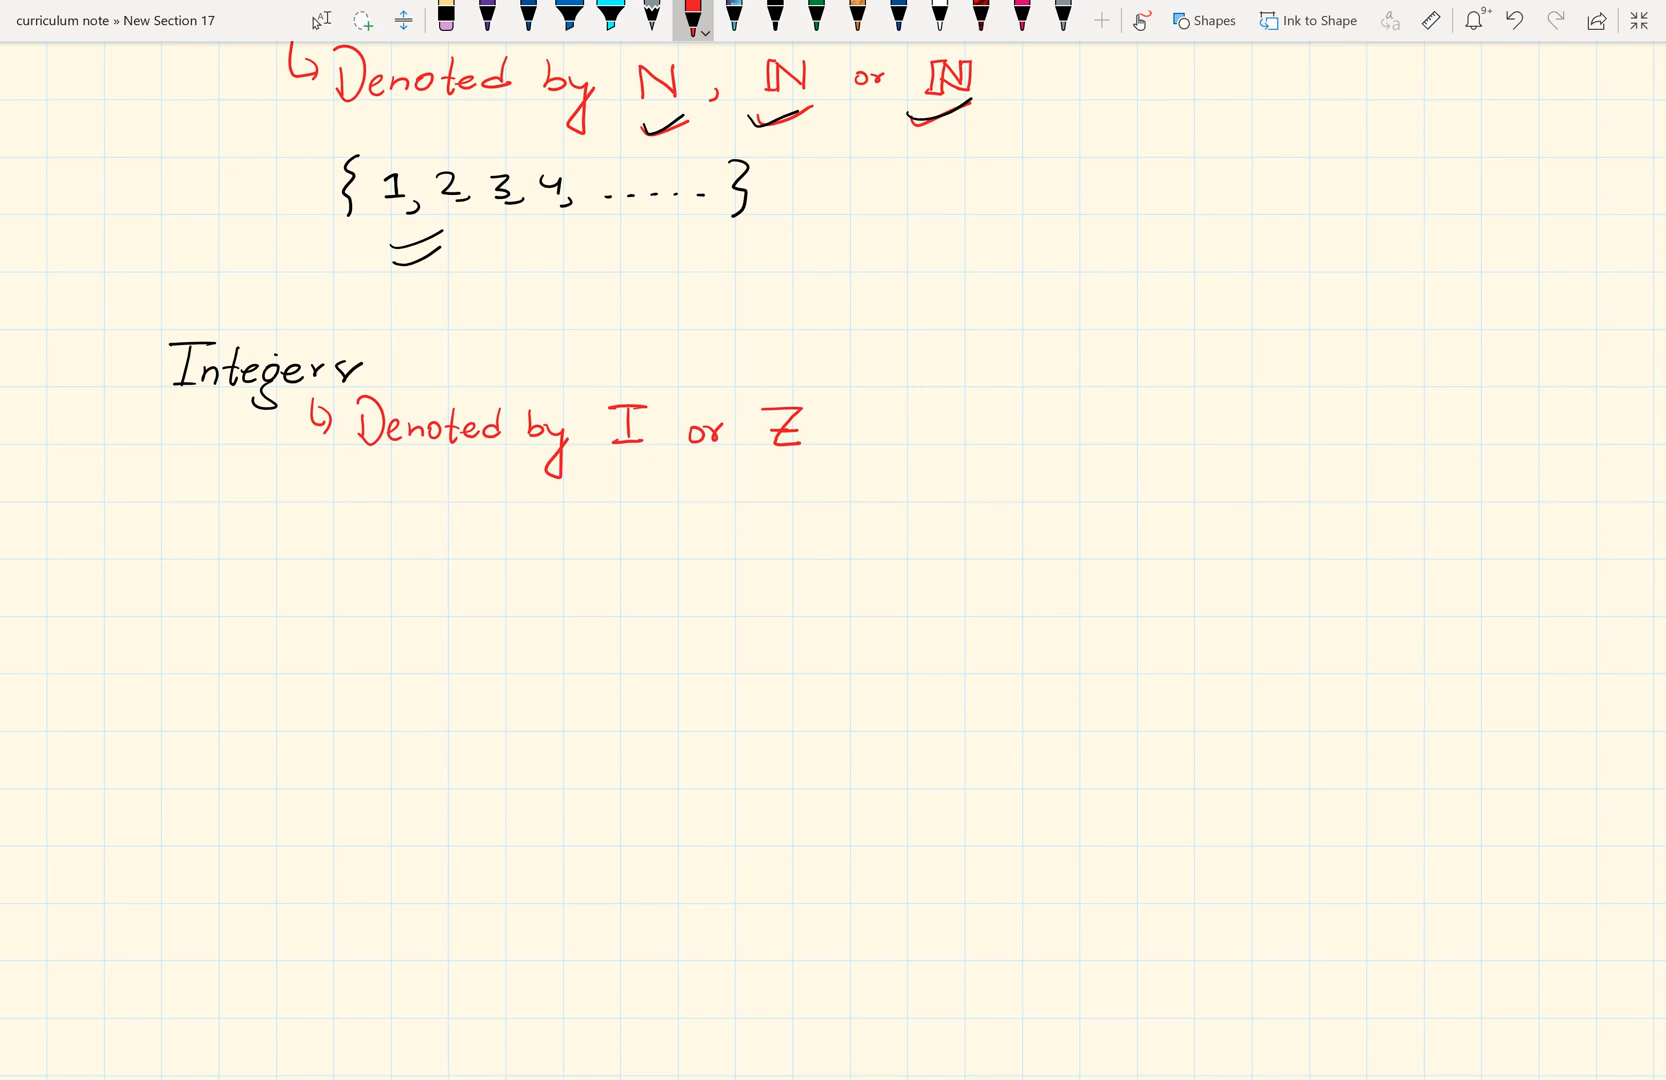 curriculum note » New Section 17 Shapes Ink to Shape 9+
↳ Denoted by N, ℕ or ℕ
{ 1, 2, 3, 4, ..... }
Integers
↳ Denoted by I or Z